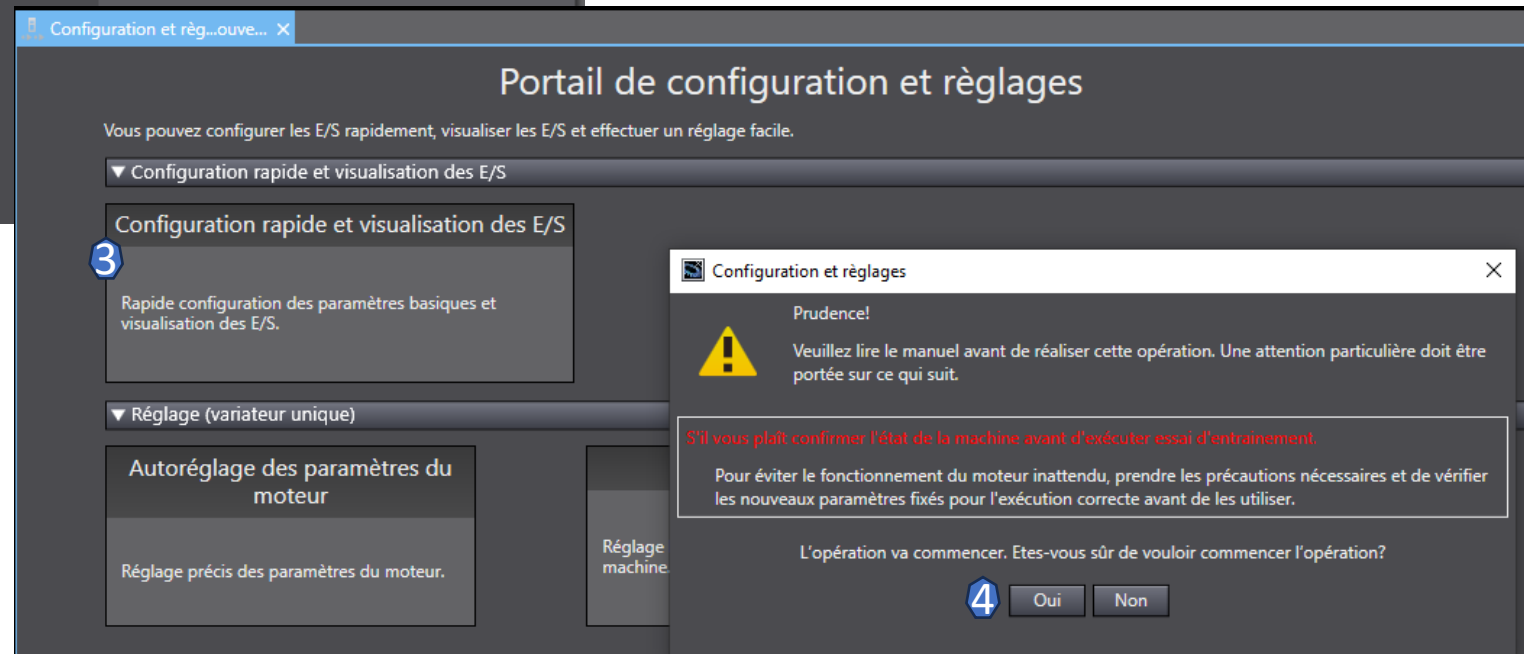 Configuration et règ...ouve... ×
Portail de configuration et règlages
Vous pouvez configurer les E/S rapidement, visualiser les E/S et effectuer un réglage facile.
▼ Configuration rapide et visualisation des E/S
Configuration rapide et visualisation des E/S
3
Rapide configuration des paramètres basiques et
visualisation des E/S.
▼ Réglage (variateur unique)
Autoréglage des paramètres du
moteur
Réglage précis des paramètres du moteur.
Réglage
machine.
Configuration et règlages
Prudence!
Veuillez lire le manuel avant de réaliser cette opération. Une attention particulière doit être
portée sur ce qui suit.
S'il vous plaît confirmer l'état de la machine avant d'exécuter essai d'entrainement.
Pour éviter le fonctionnement du moteur inattendu, prendre les précautions nécessaires et de vérifier
les nouveaux paramètres fixés pour l'exécution correcte avant de les utiliser.
L'opération va commencer. Etes-vous sûr de vouloir commencer l'opération?
4
Oui Non